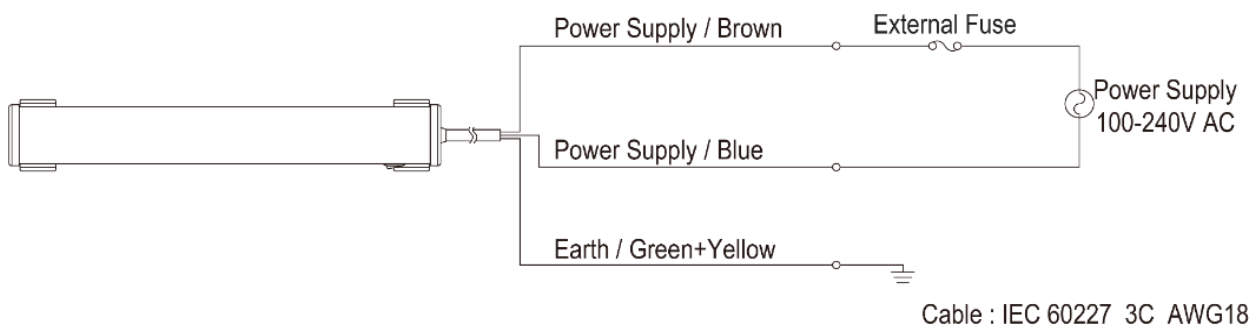 Power Supply / Brown
External Fuse
Power Supply
100-240V AC
Power Supply / Blue
Earth / Green+Yellow
Cable : IEC 60227 3C AWG18